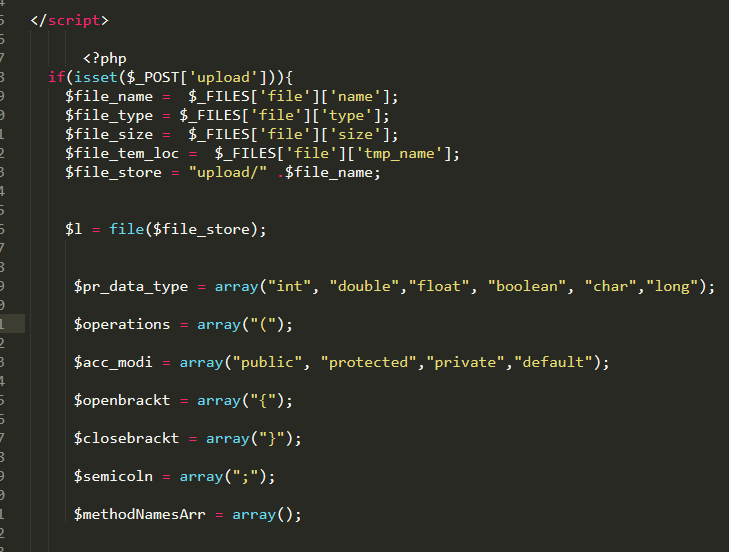 </script>
<?php
if(isset($_POST['upload'])){
$file_name =  $_FILES['file']['name'];
$file_type = $_FILES['file']['type'];
$file_size =  $_FILES['file']['size'];
$file_tem_loc =  $_FILES['file']['tmp_name'];
$file_store = "upload/" .$file_name;
$l = file($file_store);
$pr_data_type = array("int", "double","float", "boolean", "char","long");
$operations = array("(");
$acc_modi = array("public", "protected","private","default");
$openbrackt = array("{");
$closebrackt = array("}");
$semicoln = array(";");
$methodNamesArr = array();